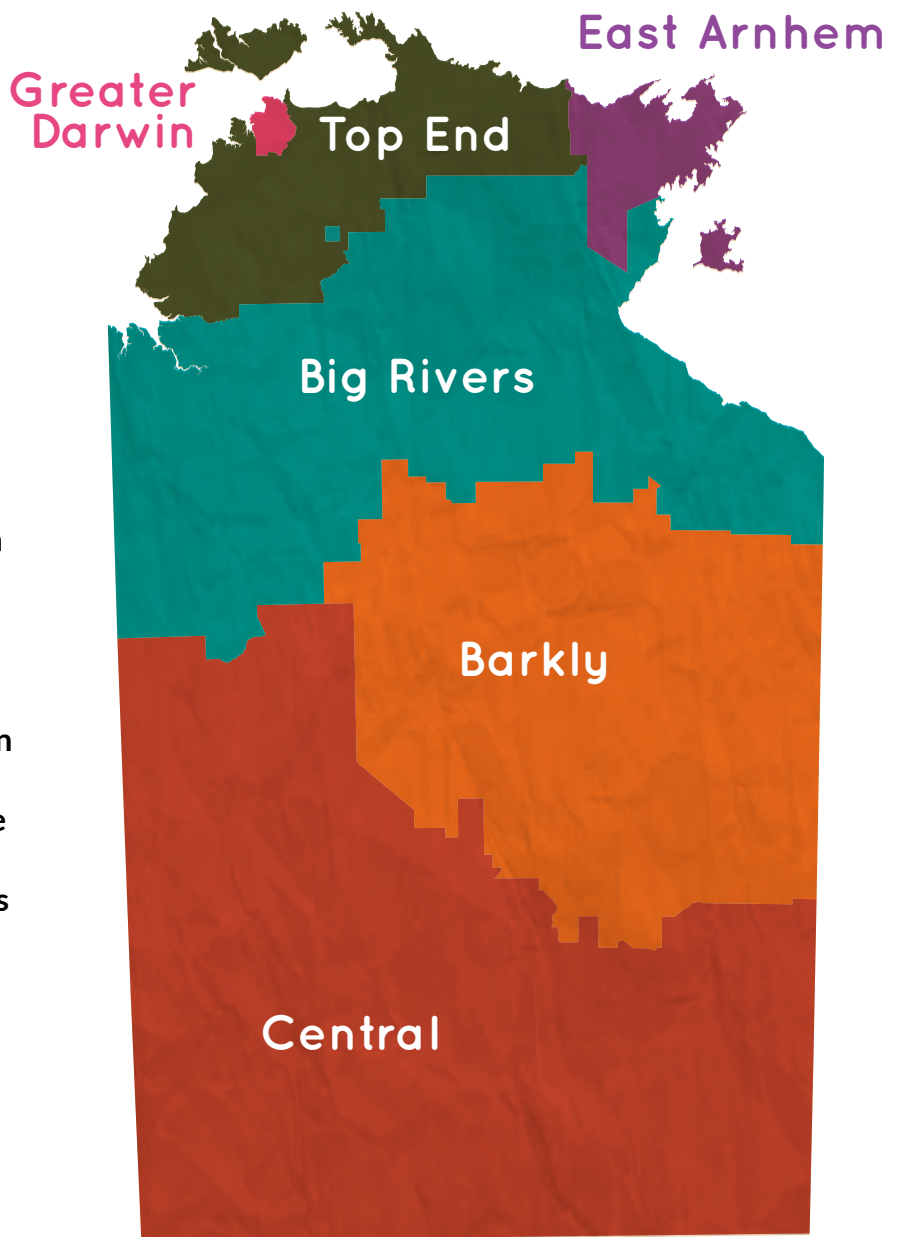 East Arnhem
Greater
Darwin
Top End
Big Rivers
Barkly
Central
n
e
s